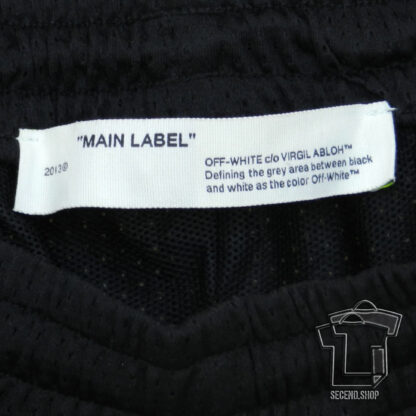 "MAIN LABEL"
2013©
OFF-WHITE c/o VIRGIL ABLOH™
Defining the grey area between black
and white as the color Off-White™
SECEND.SHOP